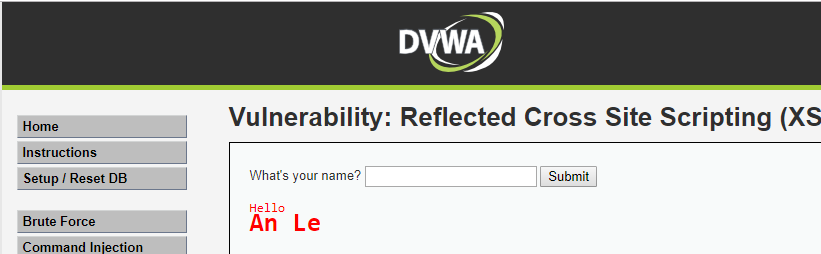 DVWA
Vulnerability: Reflected Cross Site Scripting (XS
Home
Instructions
Setup / Reset DB
Brute Force
Command Injection
What's your name? Submit
Hello
An Le